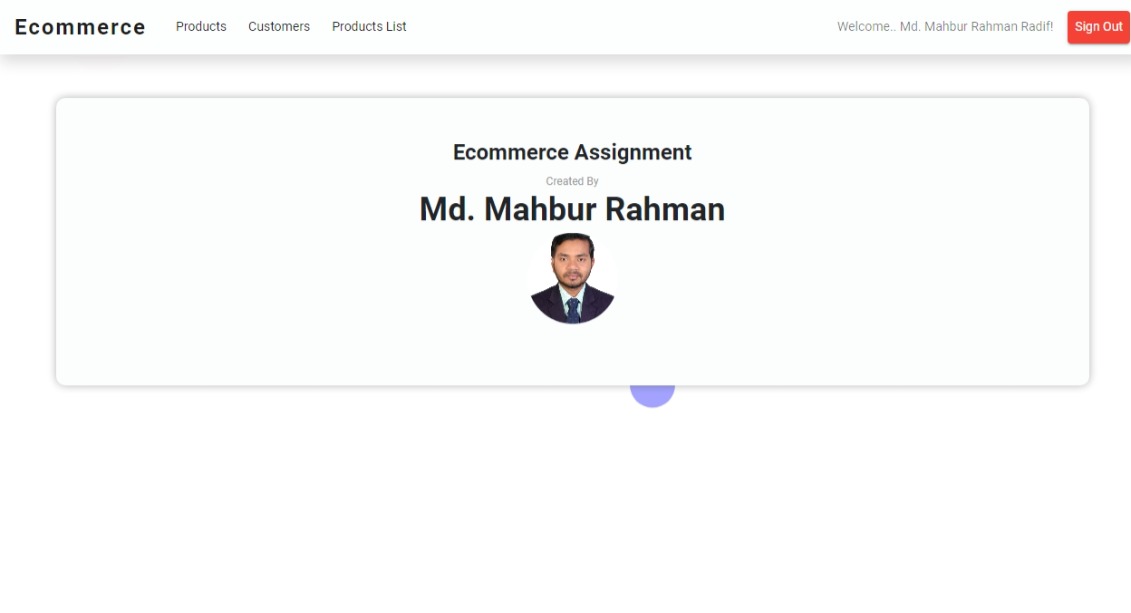 Ecommerce Products Customers Products List Welcome.. Md. Mahbur Rahman Radif! Sign Out
Ecommerce Assignment
Created By
Md. Mahbur Rahman